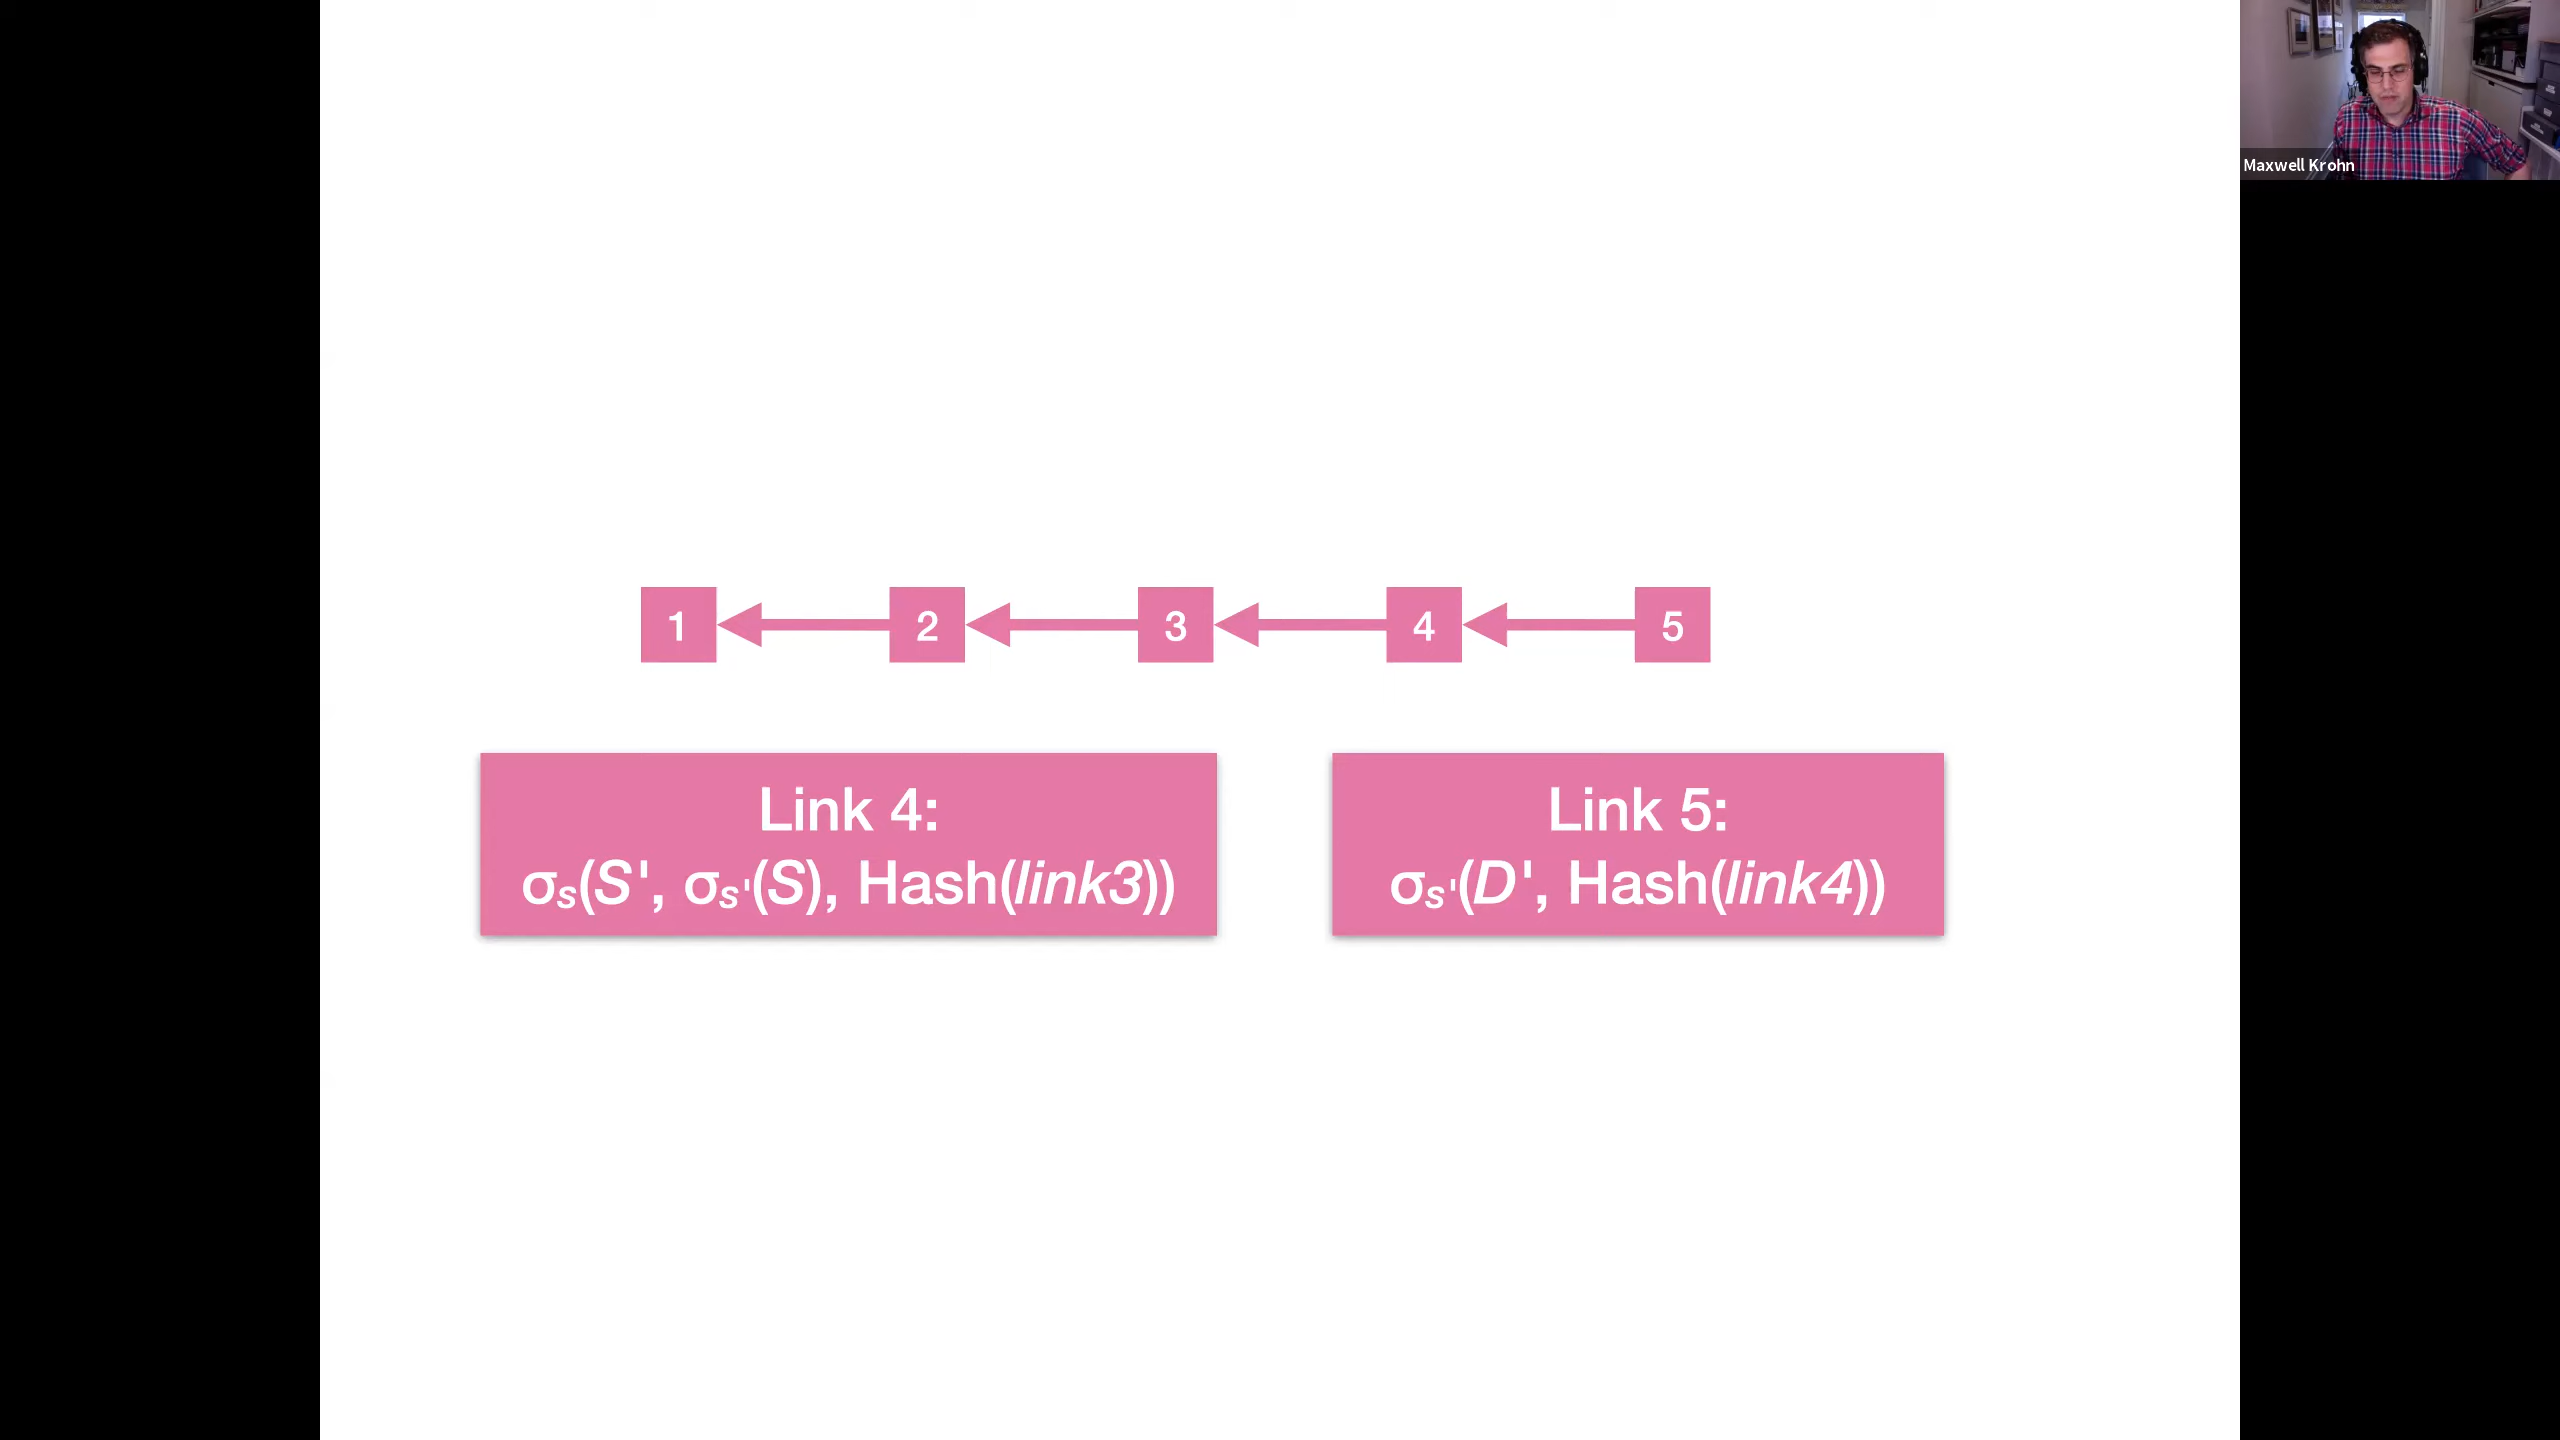 Maxwell Krohn
1 2 3 4 5
Link 4:
σs(S', σs'(S), Hash(link3))
Link 5:
σs'(D', Hash(link4))